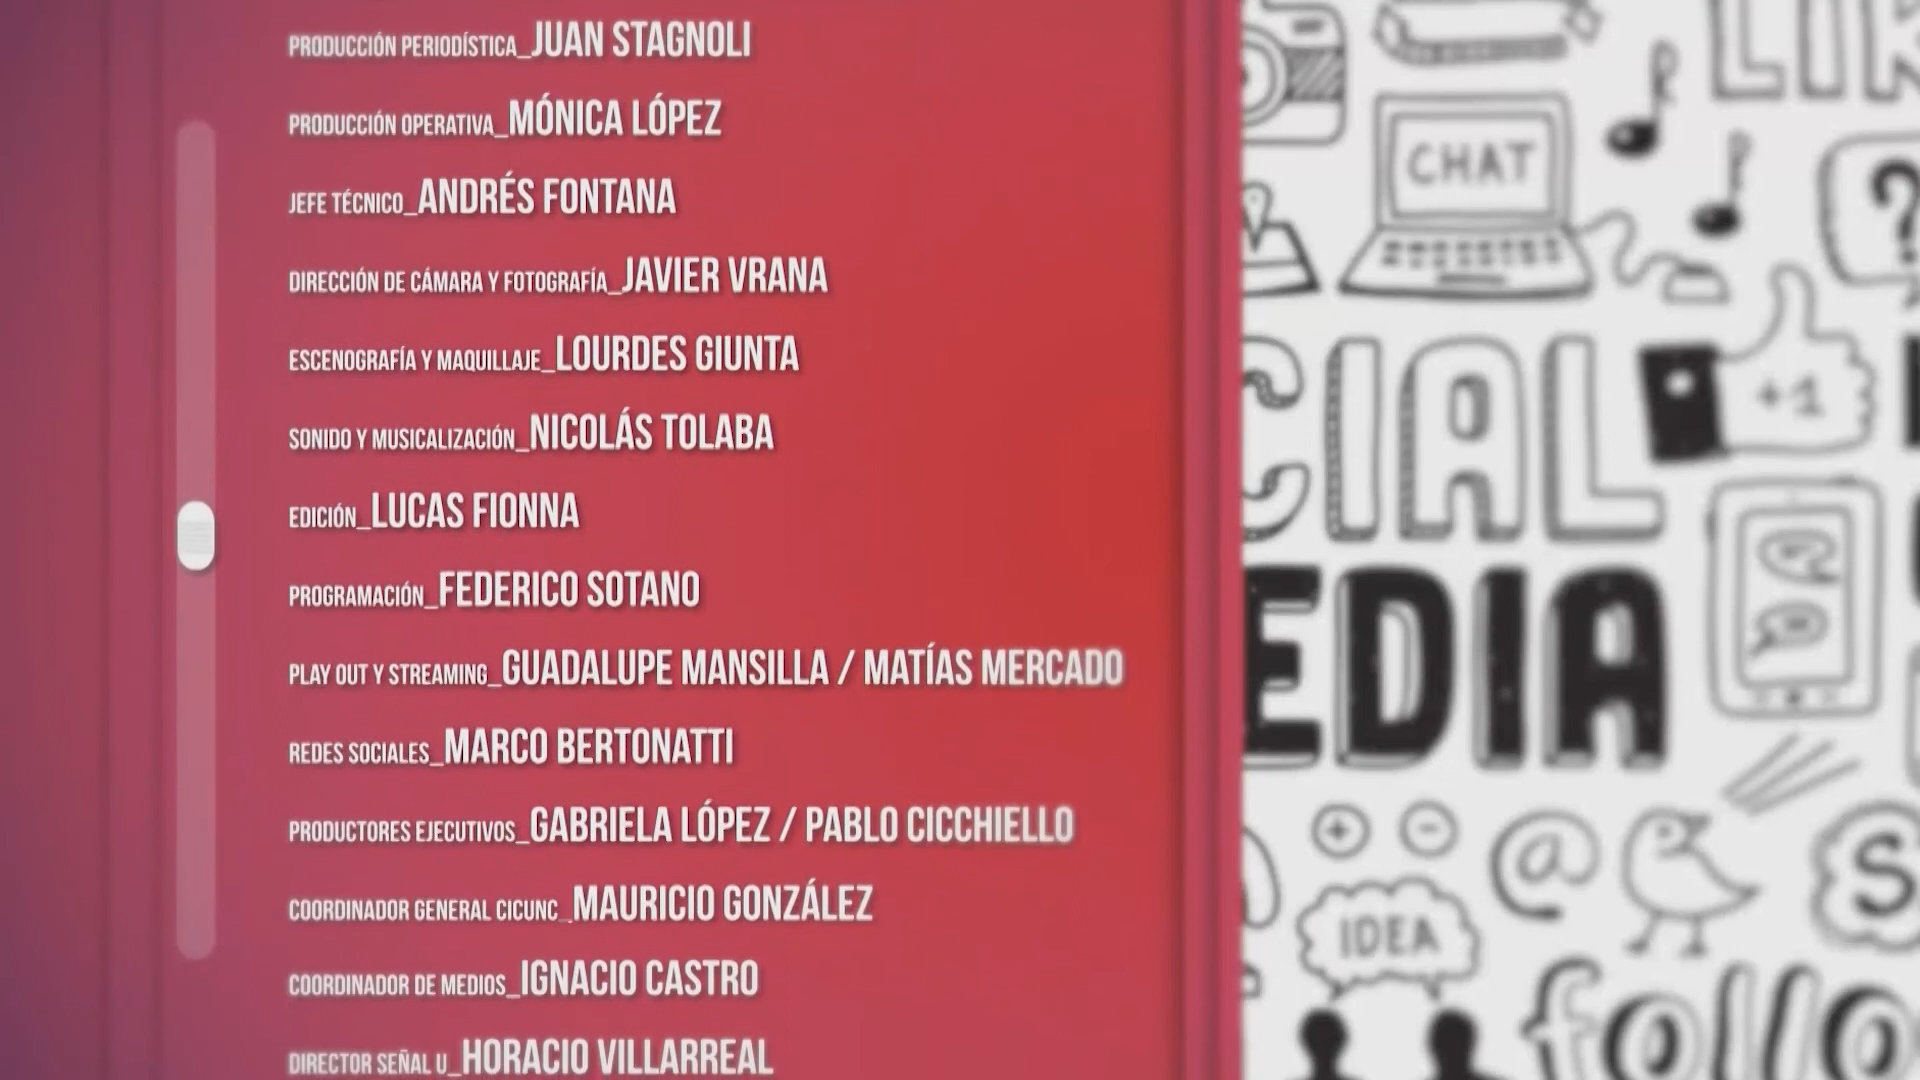 PRODUCCIÓN PERIODÍSTICA_JUAN STAGNOLI
PRODUCCIÓN OPERATIVA_MÓNICA LÓPEZ
JEFE TÉCNICO_ANDRÉS FONTANA
DIRECCIÓN DE CÁMARA Y FOTOGRAFÍA_JAVIER VRANA
ESCENOGRAFÍA Y MAQUILLAJE_LOURDES GIUNTA
SONIDO Y MUSICALIZACIÓN_NICOLÁS TOLABA
EDICIÓN_LUCAS FIONNA
PROGRAMACIÓN_FEDERICO SOTANO
PLAY OUT Y STREAMING_GUADALUPE MANSILLA / MATÍAS MERCADO
REDES SOCIALES_MARCO BERTONATTI
PRODUCTORES EJECUTIVOS_GABRIELA LÓPEZ / PABLO CICCHIELLO
COORDINADOR GENERAL CICUNC_MAURICIO GONZÁLEZ
COORDINADOR DE MEDIOS_IGNACIO CASTRO
DIRECTOR SEÑAL U_HORACIO VILLARREAL
LIK
CHAT
?
CIAL
+1
EDIA
@
S
IDEA
follo